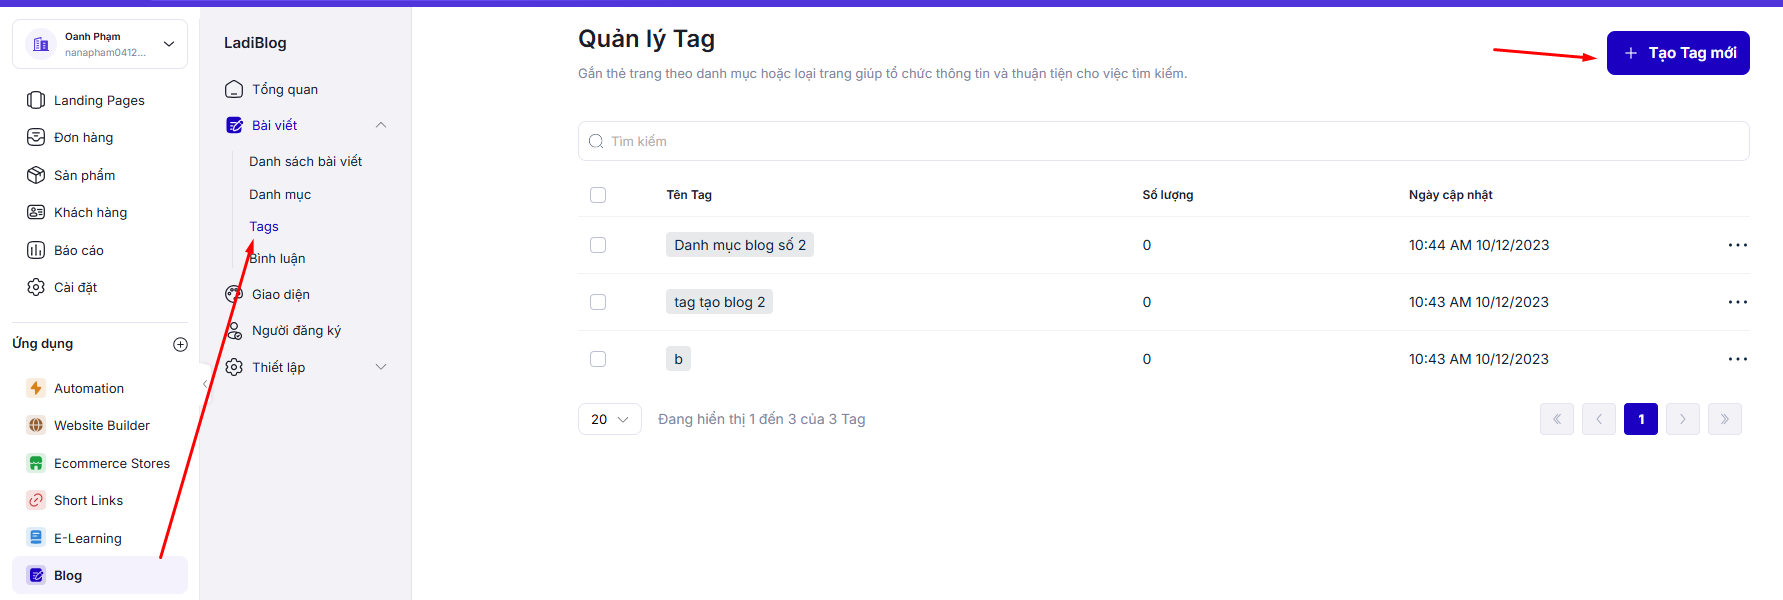 Oanh Phạm
nanapham0412...
Landing Pages
Đơn hàng
Sản phẩm
Khách hàng
Báo cáo
Cài đặt
Ứng dụng
Automation
Website Builder
Ecommerce Stores
Short Links
E-Learning
Blog
LadiBlog
Tổng quan
Bài viết
Danh sách bài viết
Danh mục
Tags
Bình luận
Giao diện
Người đăng ký
Thiết lập
Quản lý Tag
Gắn thẻ trang theo danh mục hoặc loại trang giúp tổ chức thông tin và thuận tiện cho việc tìm kiếm.
Tạo Tag mới
Tìm kiếm
Tên Tag Số lượng Ngày cập nhật
Danh mục blog số 2 0 10:44 AM 10/12/2023
tag tạo blog 2 0 10:43 AM 10/12/2023
b 0 10:43 AM 10/12/2023
20 Đang hiển thị 1 đến 3 của 3 Tag 1